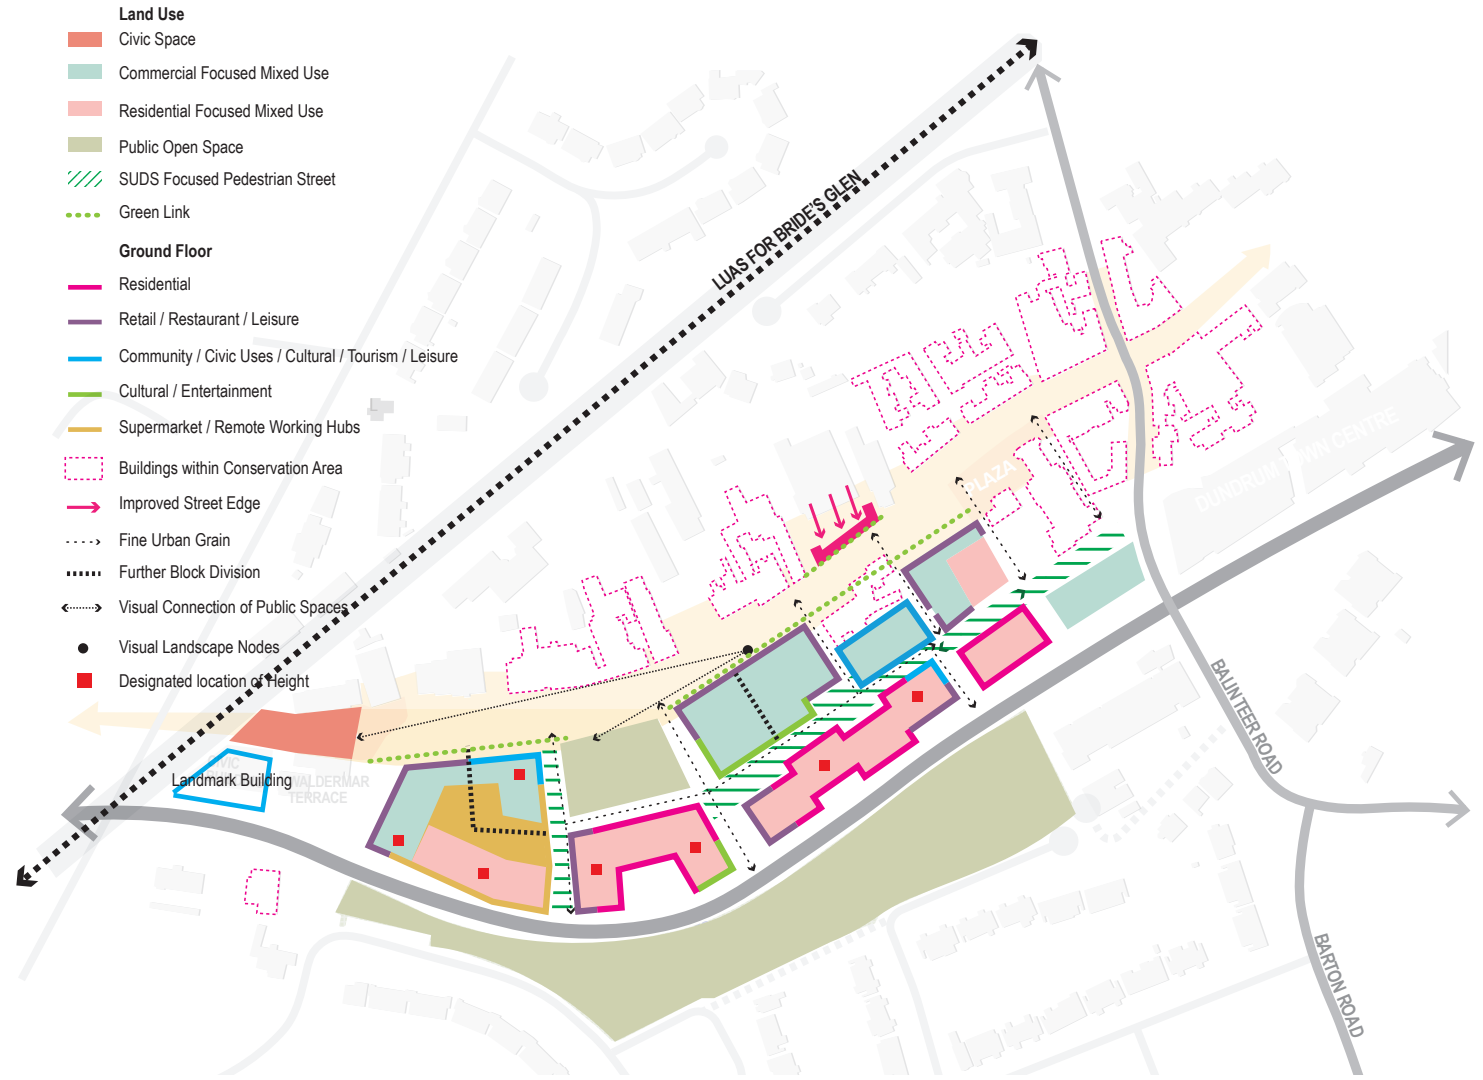 Land Use
Civic Space
Commercial Focused Mixed Use
Residential Focused Mixed Use
Public Open Space
SUDS Focused Pedestrian Street
Green Link
Ground Floor
Residential
Retail / Restaurant / Leisure
Community / Civic Uses / Cultural / Tourism / Leisure
Cultural / Entertainment
Supermarket / Remote Working Hubs
Buildings within Conservation Area
Improved Street Edge
Fine Urban Grain
Further Block Division
Visual Connection of Public Spaces
Visual Landscape Nodes
Designated location of Height
LUAS FOR BRIDE'S GLEN
PLAZA
DUNDRUM TOWN CENTRE
CIVIC
Landmark Building
WALDERMAR
TERRACE
BALINTEER ROAD
BARTON ROAD